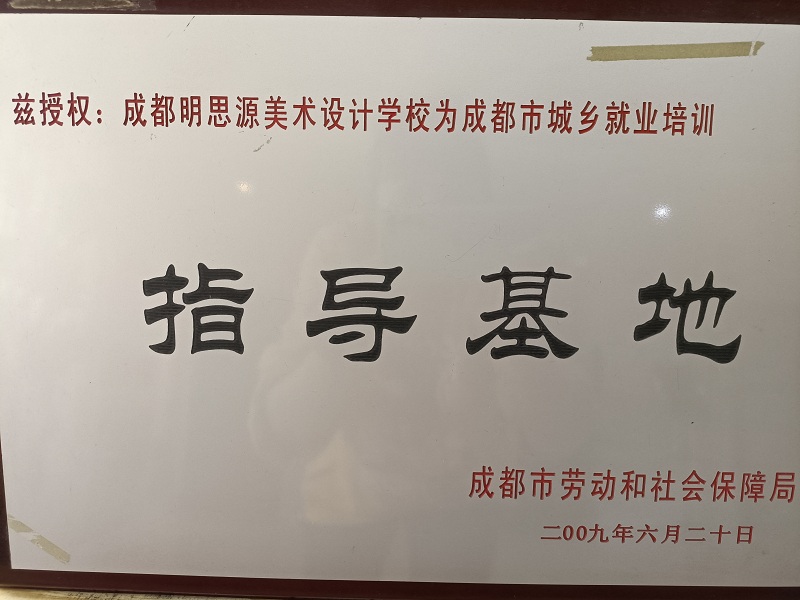 兹授权：成都明思源美术设计学校为成都市城乡就业培训
指导基地
成都市劳动和社会保障局
二00九年六月二十日